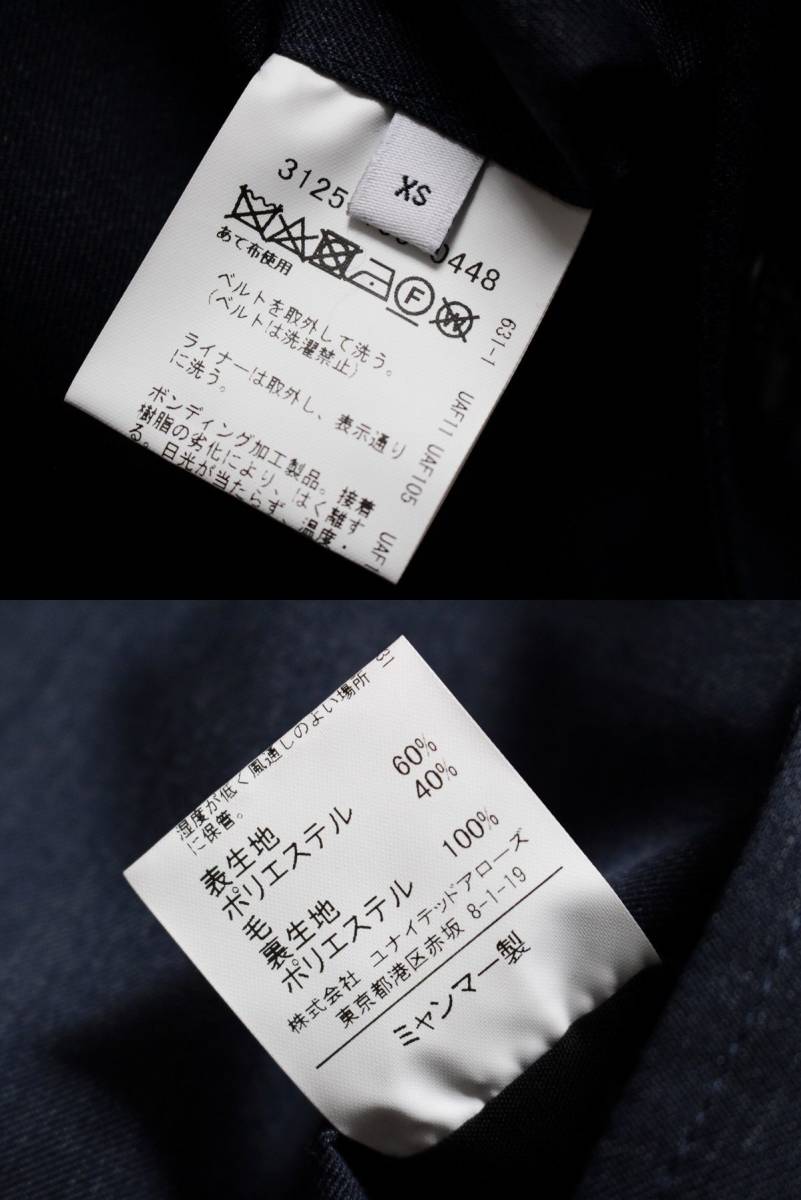 XS
3125
0448
F
W
あて布使用
ベルトを取外して洗う。
(ベルトは洗濯禁止)
ライナーは取外し、表示通り
に洗う。
ボンディング加工製品。接着
樹脂の劣化により、はく離す
る。日光が当たらず、温度・
631-1
UAF11 UAF105
湿度が低く風通しのよい場所
に保管。
表生地
ポリエステル 60%
毛 40%
裏生地
ポリエステル 100%
株式会社 ユナイテッドアローズ
東京都港区赤坂 8-1-19
ミャンマー製